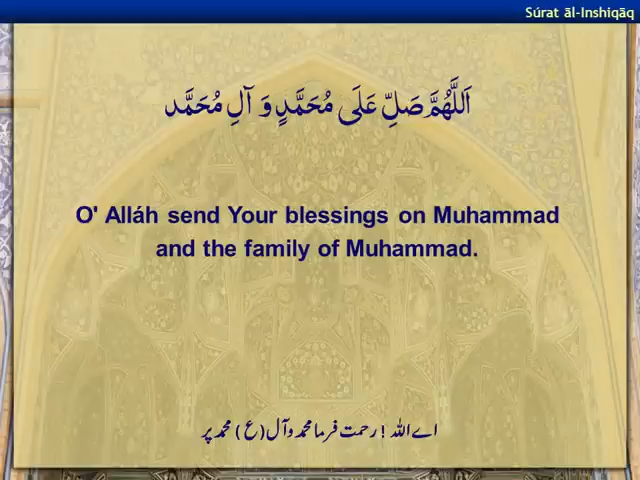 Súrat āl-Inshiqāq
اَللَّهُمَّ صَلِّ عَلَى مُحَمَّدٍ وَ آلِ مُحَمَّد
O' Alláh send Your blessings on Muhammad
and the family of Muhammad.
اے اللہ ! رحمت فرما محمد وآل (ع) محمد پر